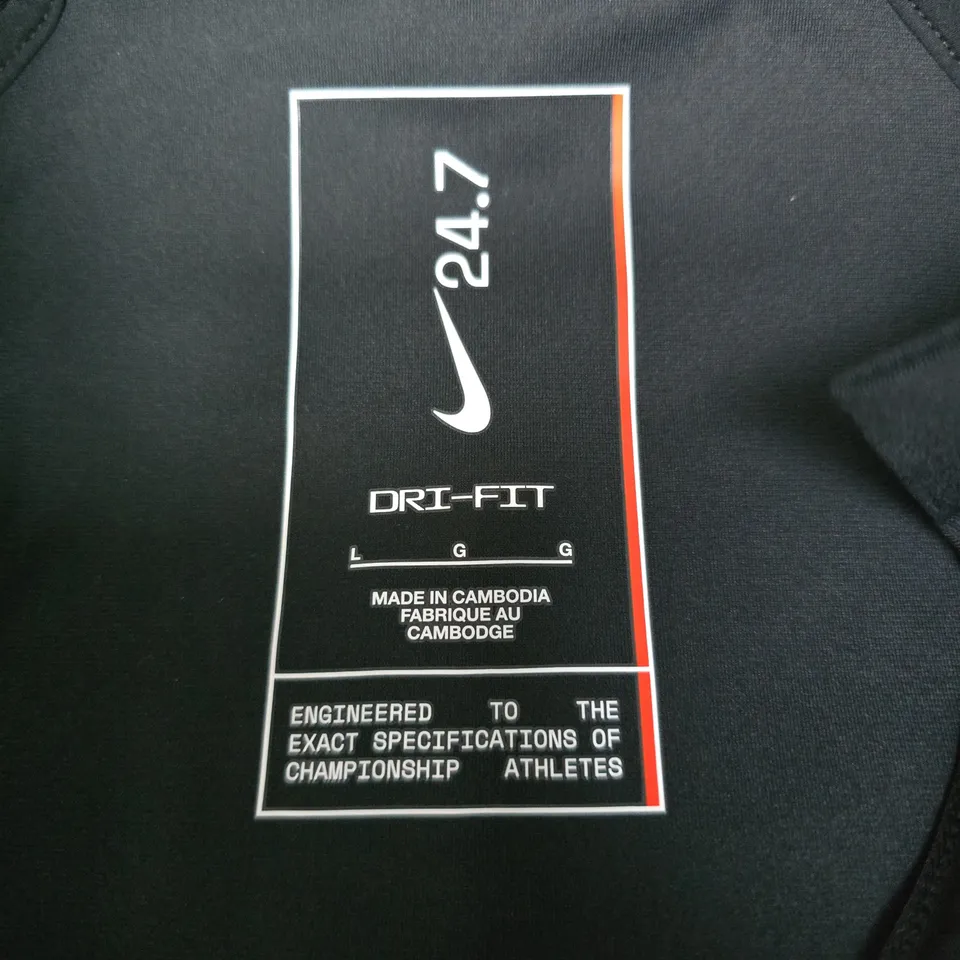 24.7
DRI-FIT
L G G
MADE IN CAMBODIA
FABRIQUE AU
CAMBODGE
ENGINEERED TO THE
EXACT SPECIFICATIONS OF
CHAMPIONSHIP ATHLETES